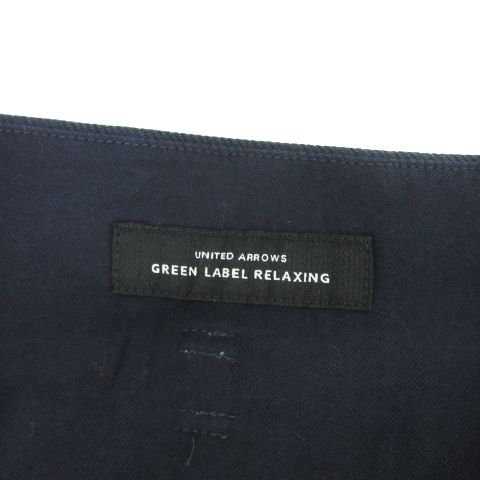 UNITED ARROWS
GREEN LABEL RELAXING